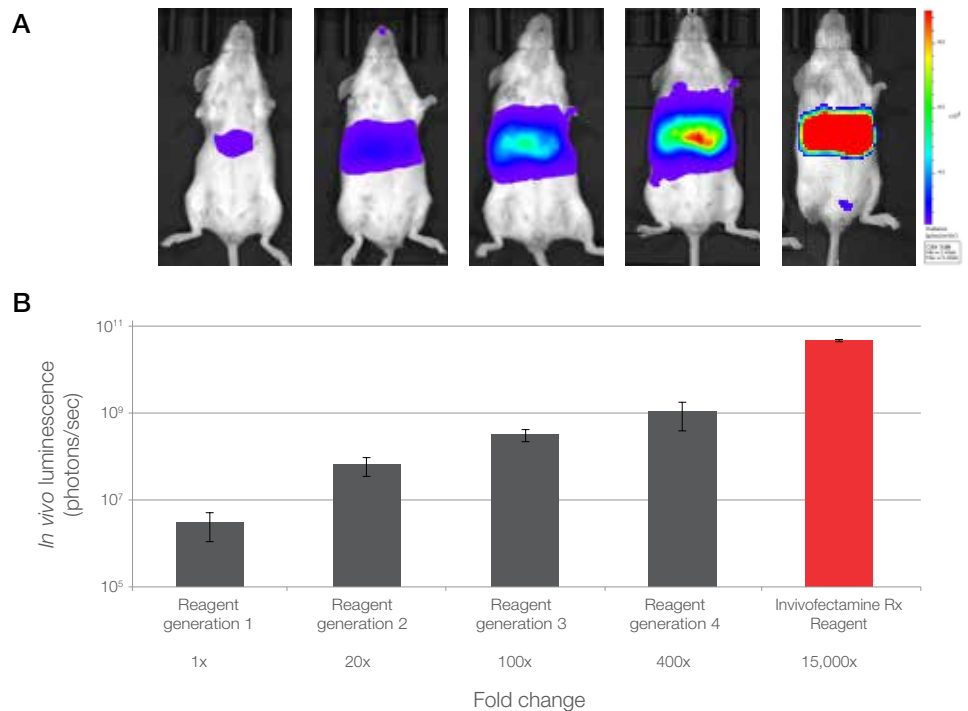 A
B
In vivo luminescence
(photons/sec)
10¹¹
10⁹
10⁷
10⁵
Reagent
generation 1
Reagent
generation 2
Reagent
generation 3
Reagent
generation 4
Invivofectamine Rx
Reagent
1x
20x
100x
400x
15,000x
Fold change